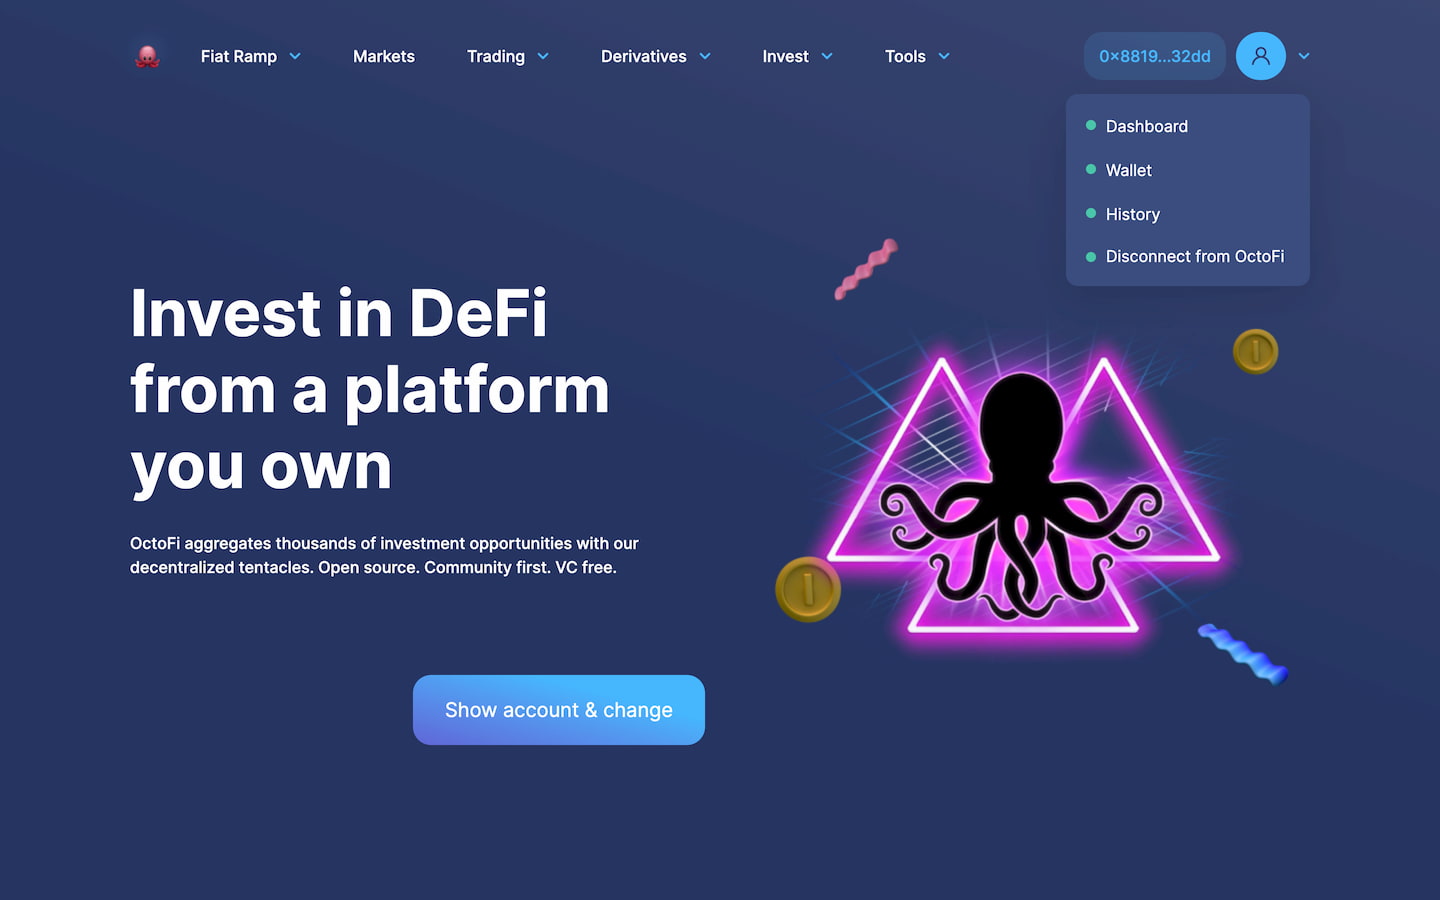 Fiat Ramp
Markets
Trading
Derivatives
Invest
Tools
0×8819...32dd
Dashboard
Wallet
History
Disconnect from OctoFi
Invest in DeFi
from a platform
you own
OctoFi aggregates thousands of investment opportunities with our
decentralized tentacles. Open source. Community first. VC free.
Show account & change